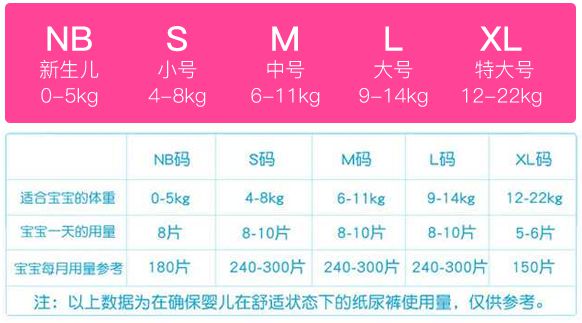 NB S M L XL
新生儿 小号 中号 大号 特大号
0-5kg 4-8kg 6-11kg 9-14kg 12-22kg
NB码 S码 M码 L码 XL码
适合宝宝的体重 0-5kg 4-8kg 6-11kg 9-14kg 12-22kg
宝宝一天的用量 8片 8-10片 8-10片 8-10片 5-6片
宝宝每月用量参考 180片 240-300片 240-300片 240-300片 150片
注：以上数据为在确保婴儿在舒适状态下的纸尿裤使用量，仅供参考。